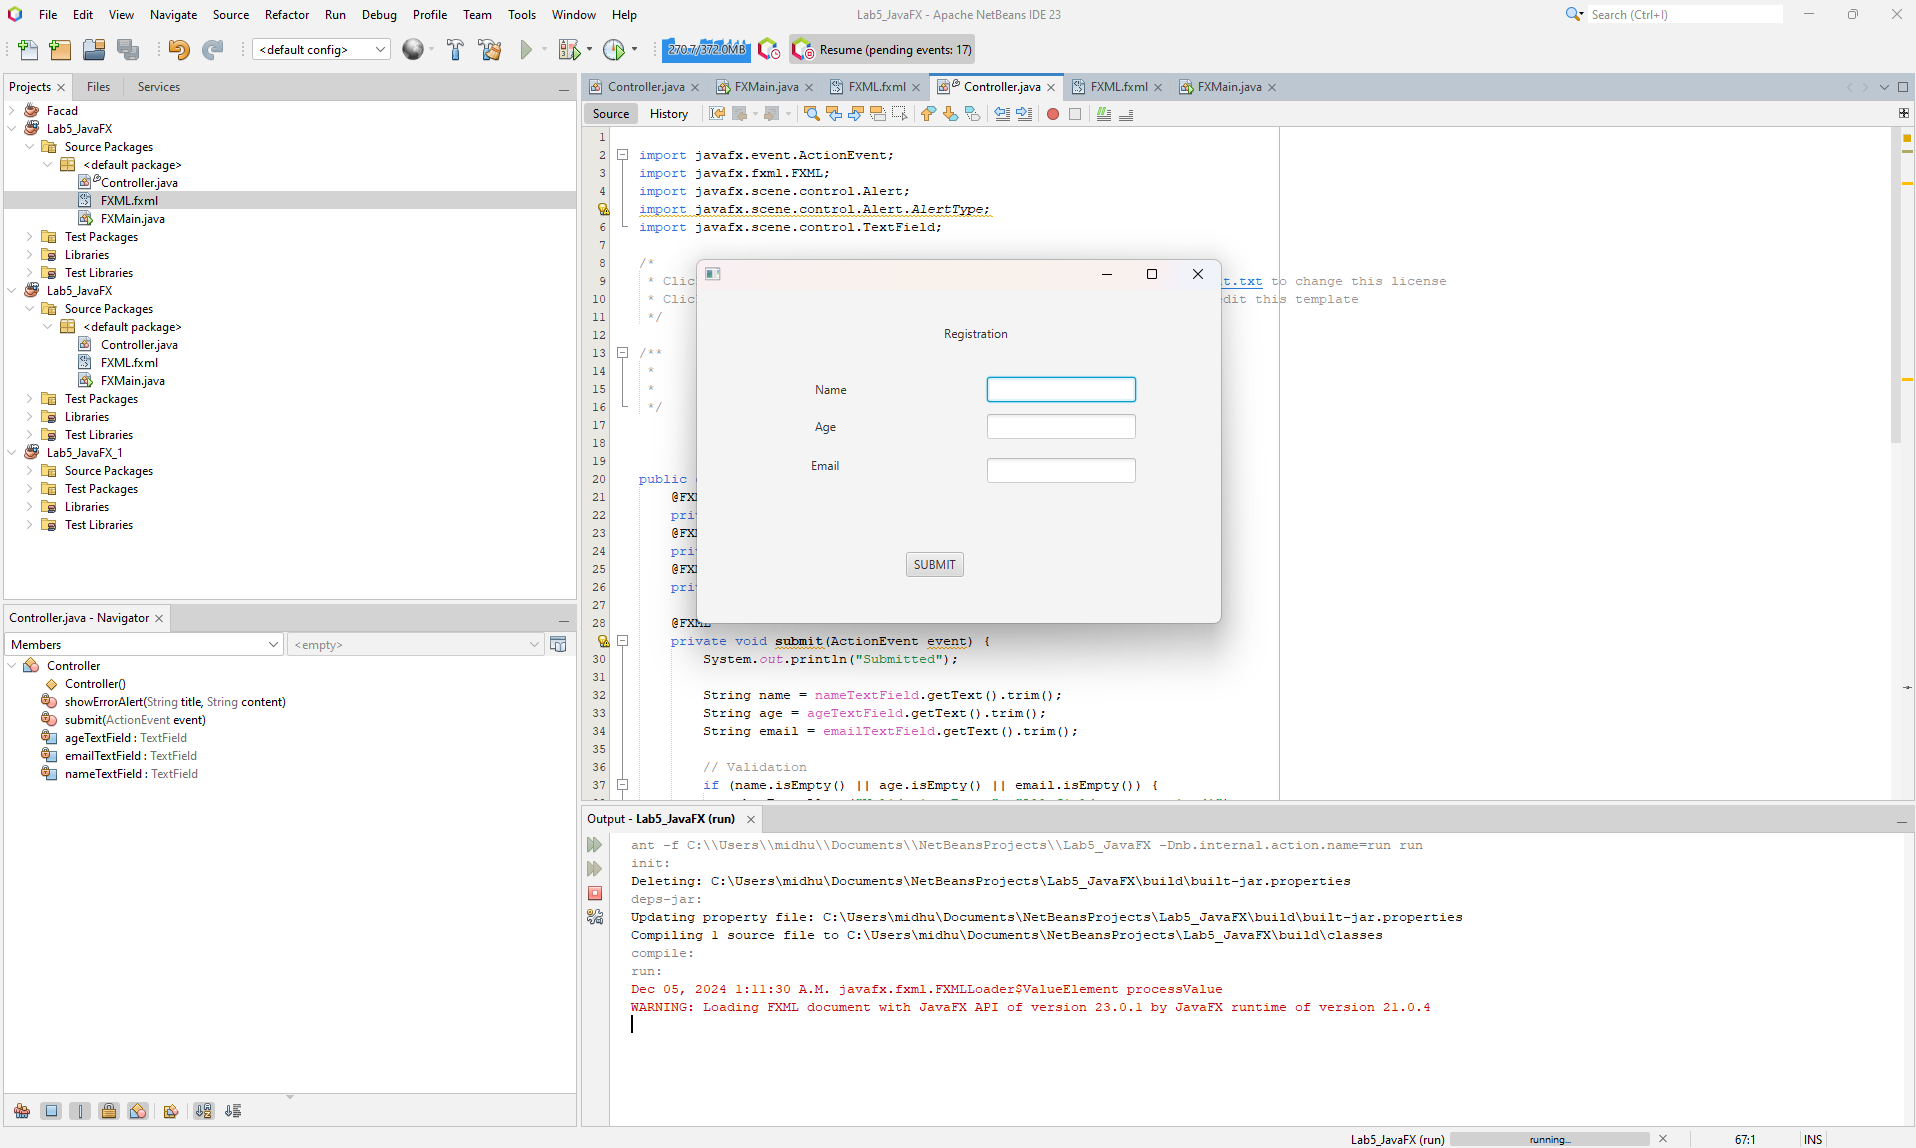 File Edit View Navigate Source Refactor Run Debug Profile Team Tools Window Help
Lab5_JavaFX - Apache NetBeans IDE 23
Search (Ctrl+I)
<default config>
270.7/372.0MB
Resume (pending events: 17)
Projects
Files
Services
Facad
Lab5_JavaFX
Source Packages
<default package>
Controller.java
FXML.fxml
FXMain.java
Test Packages
Libraries
Test Libraries
Lab5_JavaFX
Source Packages
<default package>
Controller.java
FXML.fxml
FXMain.java
Test Packages
Libraries
Test Libraries
Lab5_JavaFX_1
Source Packages
Test Packages
Libraries
Test Libraries
Controller.java - Navigator
Members
<empty>
Controller
Controller()
showErrorAlert(String title, String content)
submit(ActionEvent event)
ageTextField : TextField
emailTextField : TextField
nameTextField : TextField
Controller.java FXMain.java FXML.fxml Controller.java FXML.fxml FXMain.java
Source History
1
2 import javafx.event.ActionEvent;
3 import javafx.fxml.FXML;
4 import javafx.scene.control.Alert;
import javafx.scene.control.Alert.AlertType;
6 import javafx.scene.control.TextField;
7
8 /*
9 * Clic t.txt to change this license
10 * Clic edit this template
11 */
12
13 /**
14 *
15 *
16 */
17
18
19
20 public
21 @FX
22 pri
23 @FX
24 pri
25 @FX
26 pri
27
28 @FXML
private void submit(ActionEvent event) {
30 System.out.println("Submitted");
31
32 String name = nameTextField.getText().trim();
33 String age = ageTextField.getText().trim();
34 String email = emailTextField.getText().trim();
35
36 // Validation
37 if (name.isEmpty() || age.isEmpty() || email.isEmpty()) {
Registration
Name
Age
Email
SUBMIT
Output - Lab5_JavaFX (run)
ant -f C:\\Users\\midhu\\Documents\\NetBeansProjects\\Lab5_JavaFX -Dnb.internal.action.name=run run
init:
Deleting: C:\Users\midhu\Documents\NetBeansProjects\Lab5_JavaFX\build\built-jar.properties
deps-jar:
Updating property file: C:\Users\midhu\Documents\NetBeansProjects\Lab5_JavaFX\build\built-jar.properties
Compiling 1 source file to C:\Users\midhu\Documents\NetBeansProjects\Lab5_JavaFX\build\classes
compile:
run:
Dec 05, 2024 1:11:30 A.M. javafx.fxml.FXMLLoader$ValueElement processValue
WARNING: Loading FXML document with JavaFX API of version 23.0.1 by JavaFX runtime of version 21.0.4
Lab5_JavaFX (run)
running...
67:1
INS